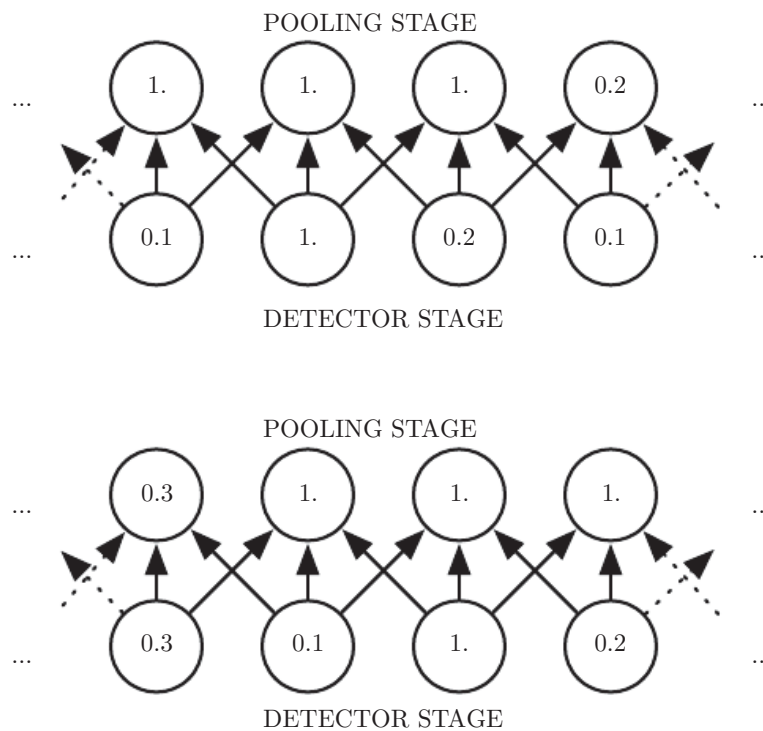 POOLING STAGE
... 1. 1. 1. 0.2 ..
... 0.1 1. 0.2 0.1 ..
DETECTOR STAGE
POOLING STAGE
... 0.3 1. 1. 1. ..
... 0.3 0.1 1. 0.2 ..
DETECTOR STAGE